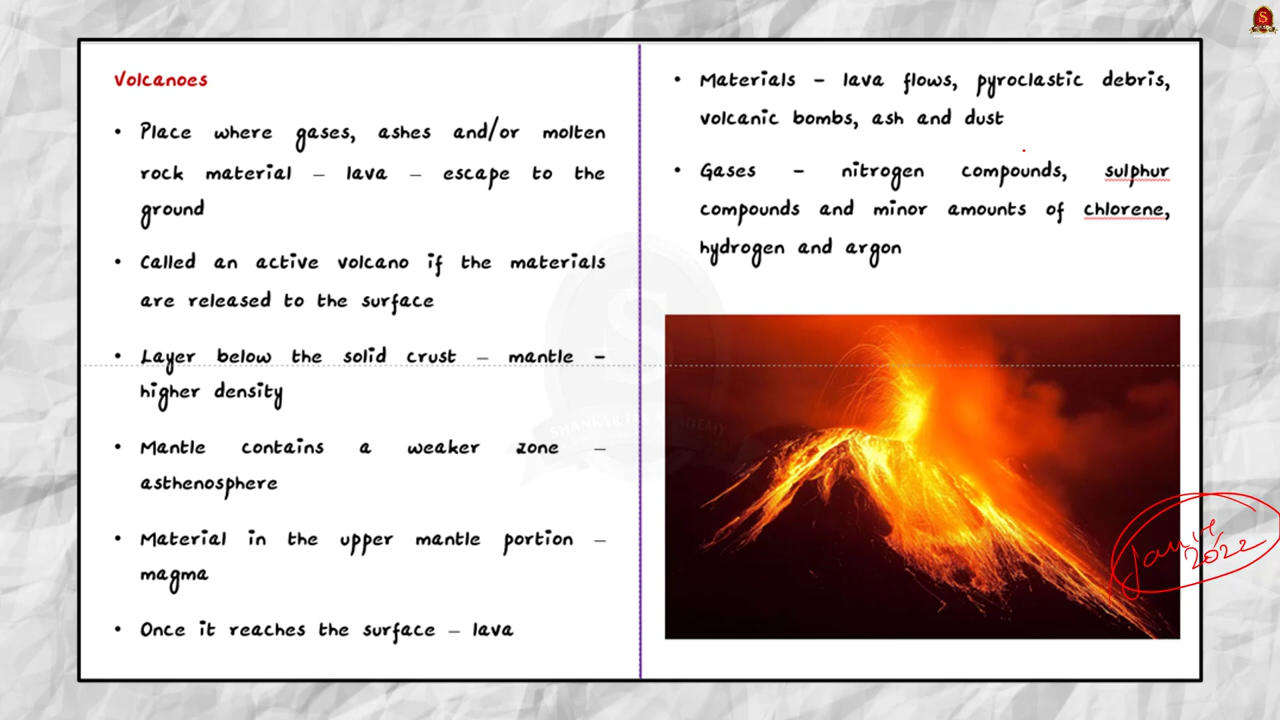 Volcanoes
• Place where gases, ashes and/or molten
rock material – lava – escape to the
ground
• Called an active volcano if the materials
are released to the surface
• Layer below the solid crust – mantle -
higher density
• Mantle contains a weaker zone –
asthenosphere
• Material in the upper mantle portion –
magma
• Once it reaches the surface – lava
• Materials - lava flows, pyroclastic debris,
volcanic bombs, ash and dust
• Gases - nitrogen compounds, sulphur
compounds and minor amounts of chlorene,
hydrogen and argon
2022
SHANKAR IAS ACADEMY